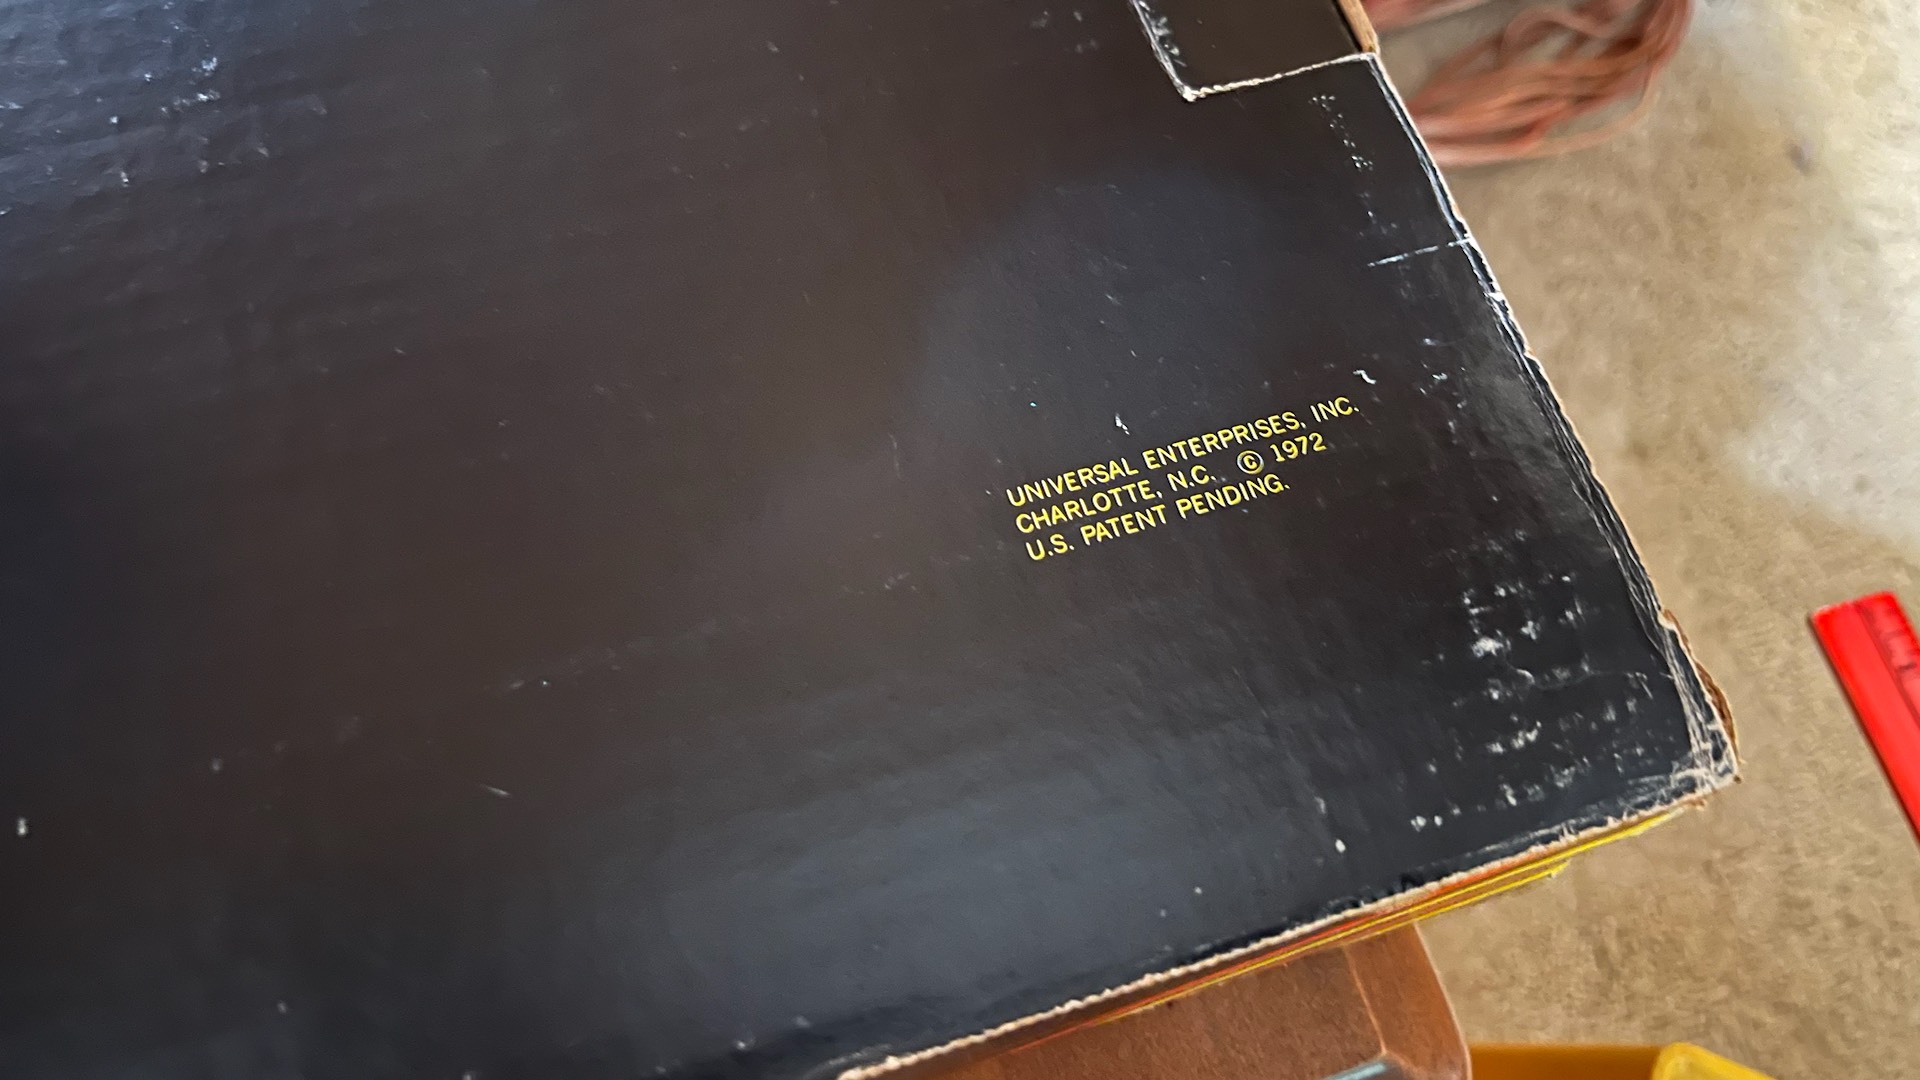 UNIVERSAL ENTERPRISES, INC.
CHARLOTTE, N.C. © 1972
U.S. PATENT PENDING.